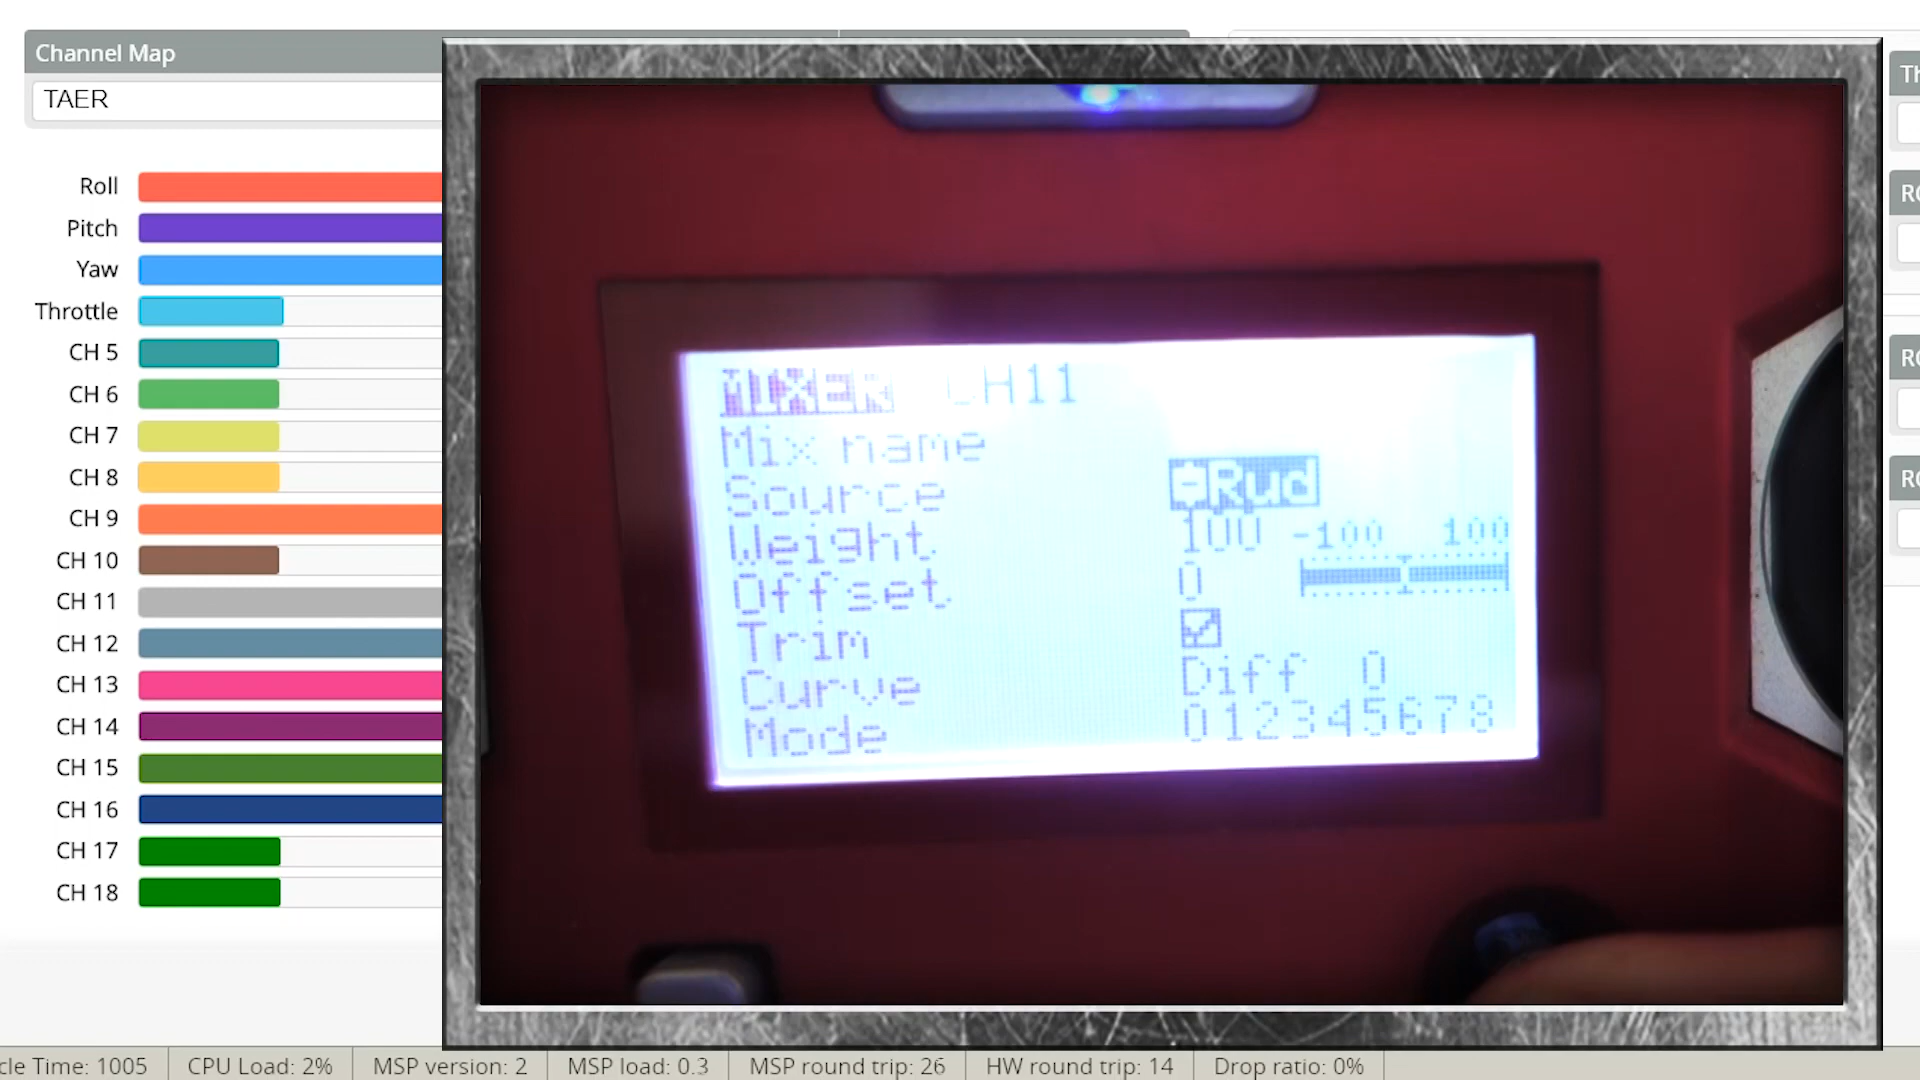 Channel Map
TAER
Roll
Pitch
Yaw
Throttle
CH 5
CH 6
CH 7
CH 8
CH 9
CH 10
CH 11
CH 12
CH 13
CH 14
CH 15
CH 16
CH 17
CH 18
MIXER CH11
Mix name
Source Rud
Weight 100 -100 100
Offset 0
Trim
Curve Diff 0
Mode 012345678
Time: 1005
CPU Load: 2%
MSP version: 2
MSP load: 0.3
MSP round trip: 26
HW round trip: 14
Drop ratio: 0%